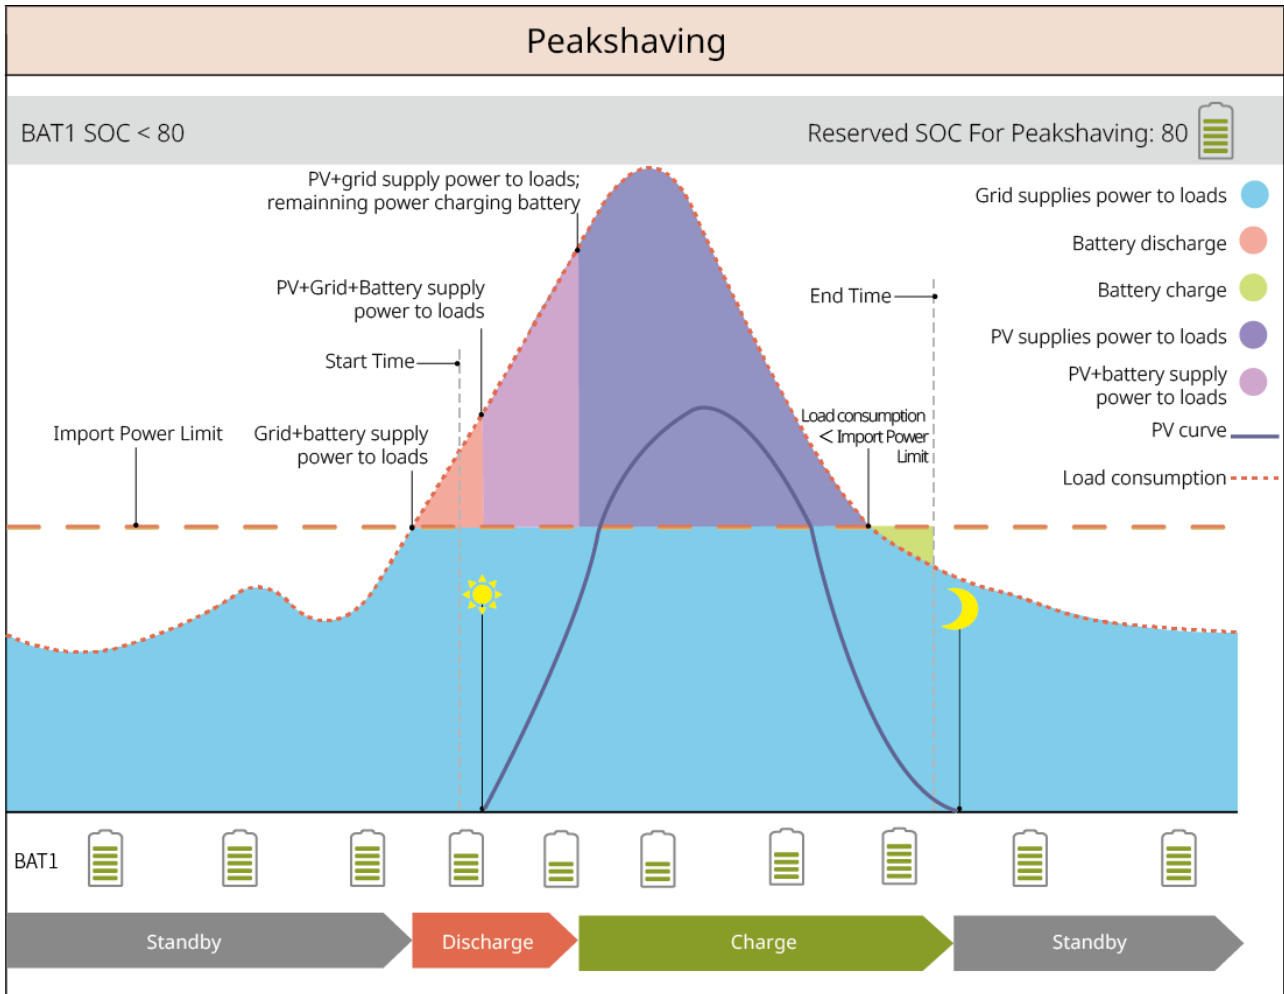 Peakshaving
BAT1 SOC < 80
Reserved SOC For Peakshaving: 80
PV+grid supply power to loads;
remainning power charging battery
PV+Grid+Battery supply
power to loads
Start Time
Import Power Limit
Grid+battery supply
power to loads
End Time
Load consumption
< Import Power
Limit
Grid supplies power to loads
Battery discharge
Battery charge
PV supplies power to loads
PV+battery supply
power to loads
PV curve
Load consumption
BAT1
Standby
Discharge
Charge
Standby